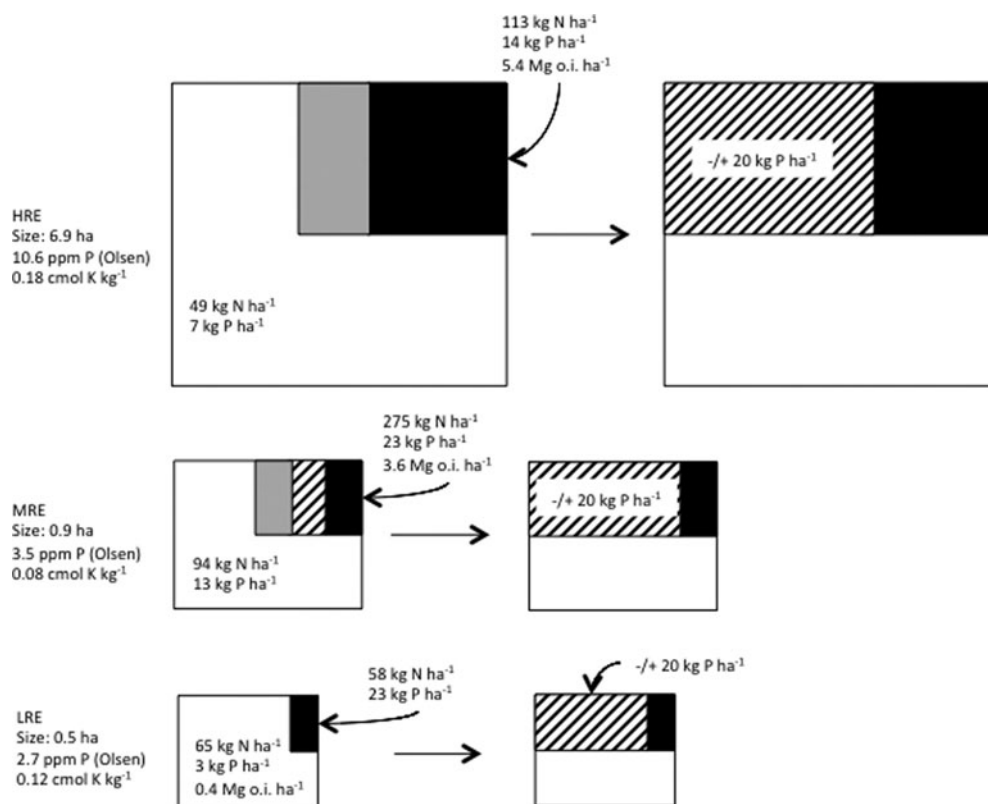 113 kg N ha-1
14 kg P ha-1
5.4 Mg o.i. ha-1
-/+ 20 kg P ha-1
HRE
Size: 6.9 ha
10.6 ppm P (Olsen)
0.18 cmol K kg-1
49 kg N ha-1
7 kg P ha-1
275 kg N ha-1
23 kg P ha-1
3.6 Mg o.i. ha-1
-/+ 20 kg P ha-1
MRE
Size: 0.9 ha
3.5 ppm P (Olsen)
0.08 cmol K kg-1
94 kg N ha-1
13 kg P ha-1
58 kg N ha-1
23 kg P ha-1
-/+ 20 kg P ha-1
LRE
Size: 0.5 ha
2.7 ppm P (Olsen)
0.12 cmol K kg-1
65 kg N ha-1
3 kg P ha-1
0.4 Mg o.i. ha-1